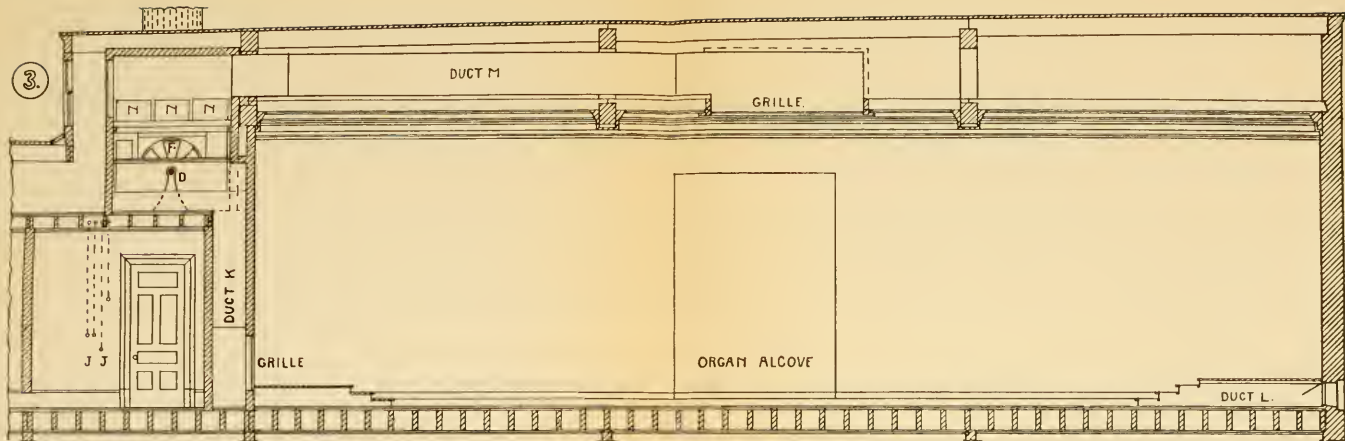 3.
DUCT M
GRILLE.
N N N
F
D
DUCT K
J J
GRILLE
ORGAN ALCOVE
DUCT L.